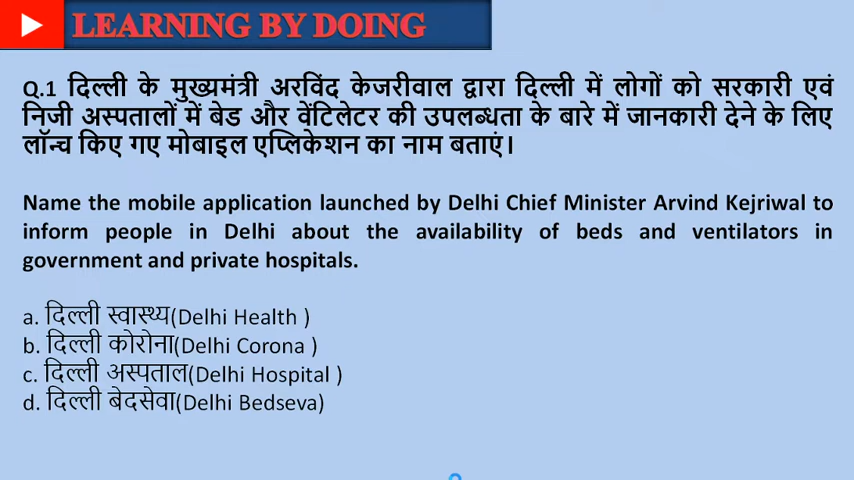 LEARNING BY DOING
Q.1 दिल्ली के मुख्यमंत्री अरविंद केजरीवाल द्वारा दिल्ली में लोगों को सरकारी एवं
निजी अस्पतालों में बेड और वेंटिलेटर की उपलब्धता के बारे में जानकारी देने के लिए
लॉन्च किए गए मोबाइल एप्लिकेशन का नाम बताएं।
Name the mobile application launched by Delhi Chief Minister Arvind Kejriwal to
inform people in Delhi about the availability of beds and ventilators in
government and private hospitals.
a. दिल्ली स्वास्थ्य(Delhi Health )
b. दिल्ली कोरोना(Delhi Corona )
c. दिल्ली अस्पताल(Delhi Hospital )
d. दिल्ली बेदसेवा(Delhi Bedseva)